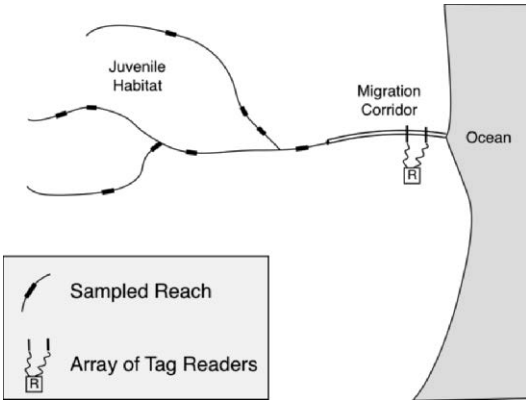 Juvenile
Habitat
Migration
Corridor
Ocean
R
Sampled Reach
Array of Tag Readers
R